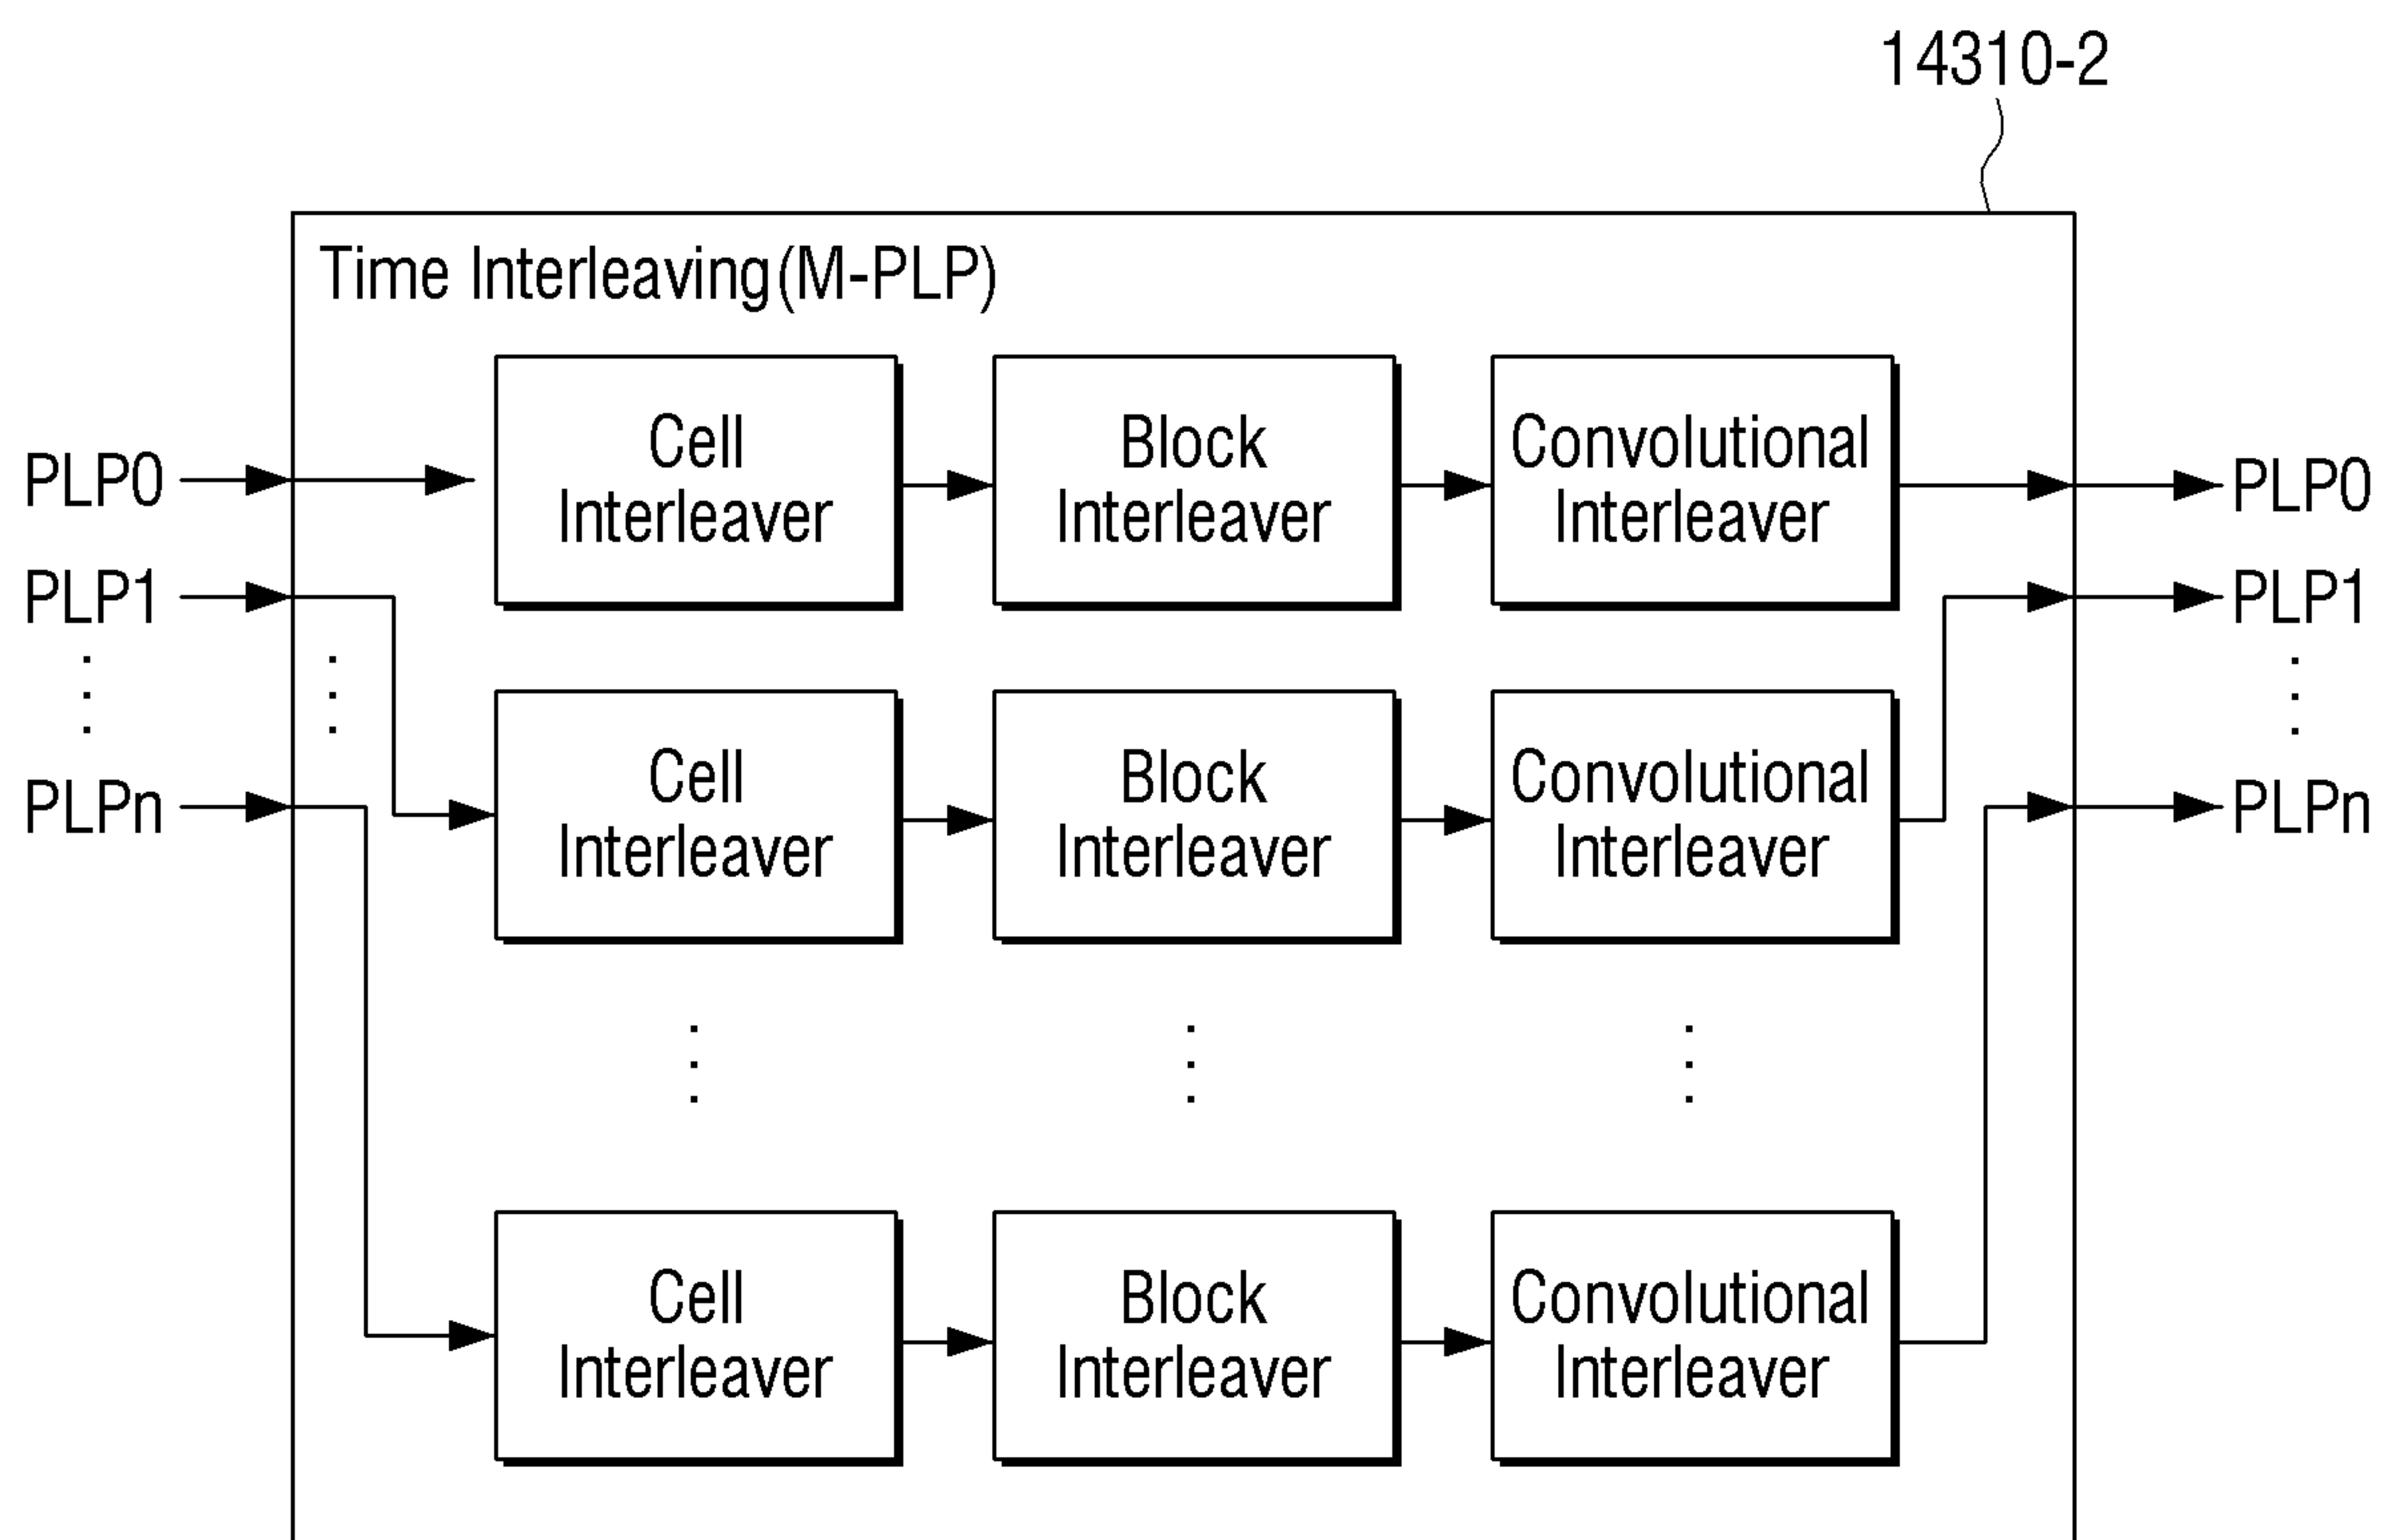 14310-2
Time Interleaving(M-PLP)
Cell
Interleaver
Block
Interleaver
Convolutional
Interleaver
PLP0
PLP0
PLP1
PLP1
Cell
Interleaver
Block
Interleaver
Convolutional
Interleaver
PLPn
PLPn
Cell
Interleaver
Block
Interleaver
Convolutional
Interleaver